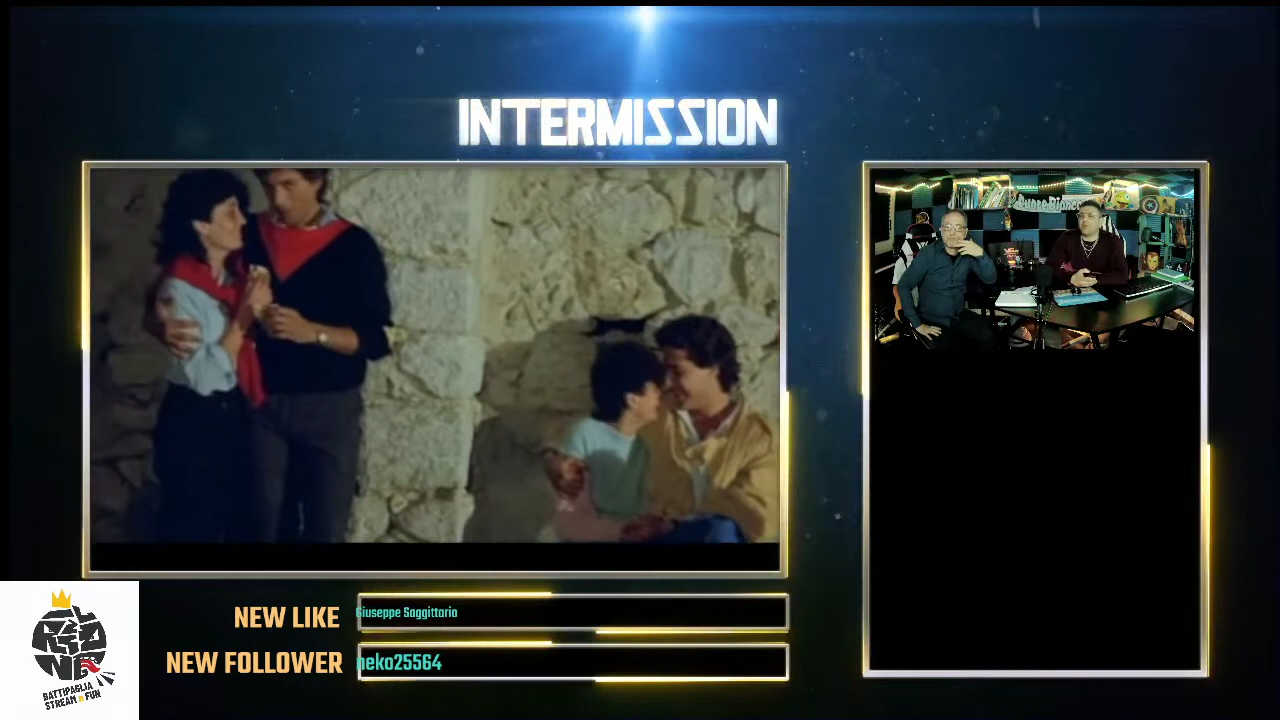 INTERMISSION
NEW LIKE
Giuseppe Saggittario
NEW FOLLOWER
neko25564
BATTIPAGLIA
STREAM
FUN